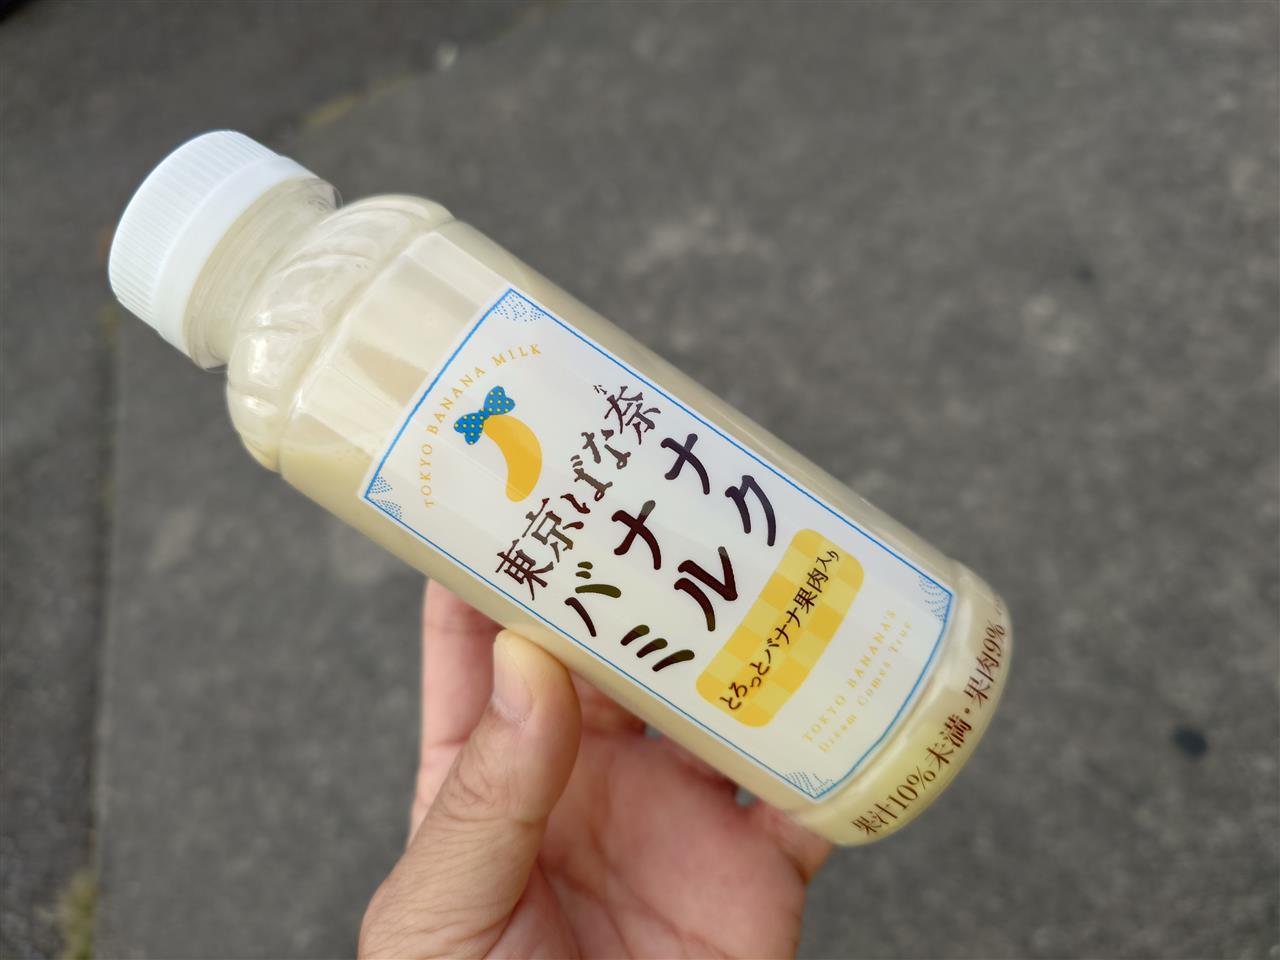 TOKYO BANANA MILK
東京ばな奈
な
バナナ
ミルク
とろっとバナナ果肉入り
TOKYO BANANA'S
Dream Comes True
果汁10%未満・果肉9%